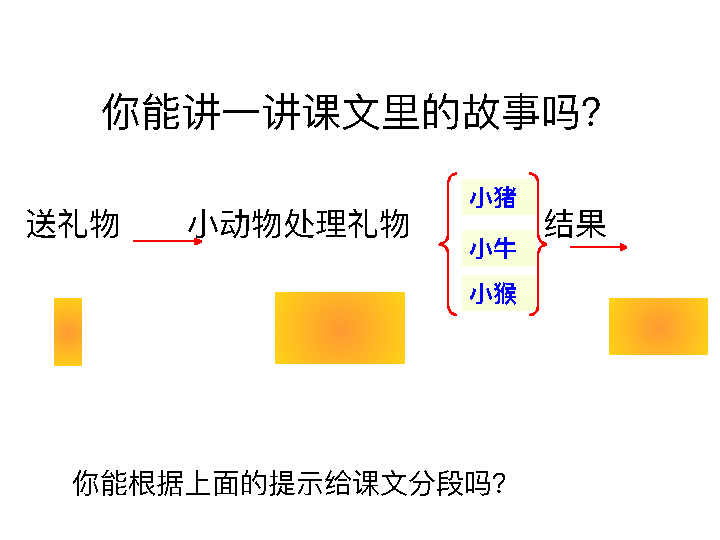 你能讲一讲课文里的故事吗?
送礼物
小动物处理礼物
小猪
小牛
小猴
结果
你能根据上面的提示给课文分段吗?